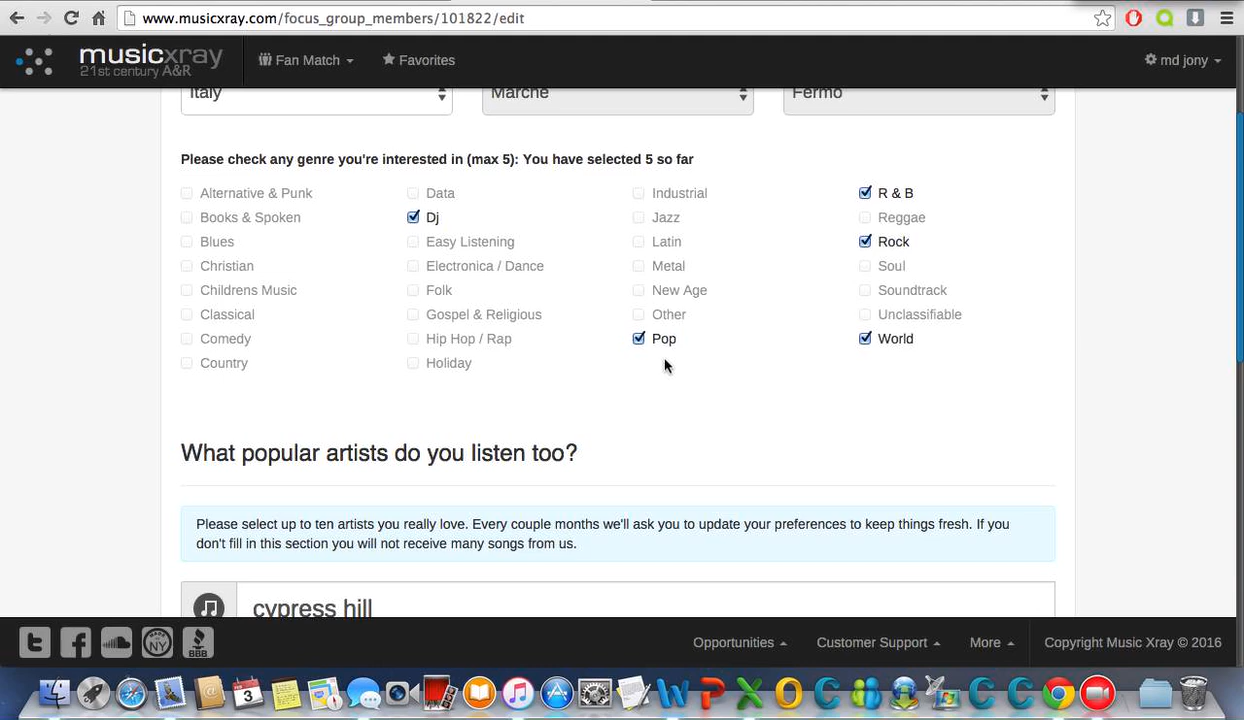 www.musicxray.com/focus_group_members/101822/edit
musicxray
21st century A&R
Fan Match
Favorites
md jony
Italy
Marche
Fermo
Please check any genre you're interested in (max 5): You have selected 5 so far
Alternative & Punk
Data
Industrial
R & B
Books & Spoken
Dj
Jazz
Reggae
Blues
Easy Listening
Latin
Rock
Christian
Electronica / Dance
Metal
Soul
Childrens Music
Folk
New Age
Soundtrack
Classical
Gospel & Religious
Other
Unclassifiable
Comedy
Hip Hop / Rap
Pop
World
Country
Holiday
What popular artists do you listen too?
Please select up to ten artists you really love. Every couple months we'll ask you to update your preferences to keep things fresh. If you
don't fill in this section you will not receive many songs from us.
cypress hill
MADE IN NY
BBB
Opportunities
Customer Support
More
Copyright Music Xray © 2016
3